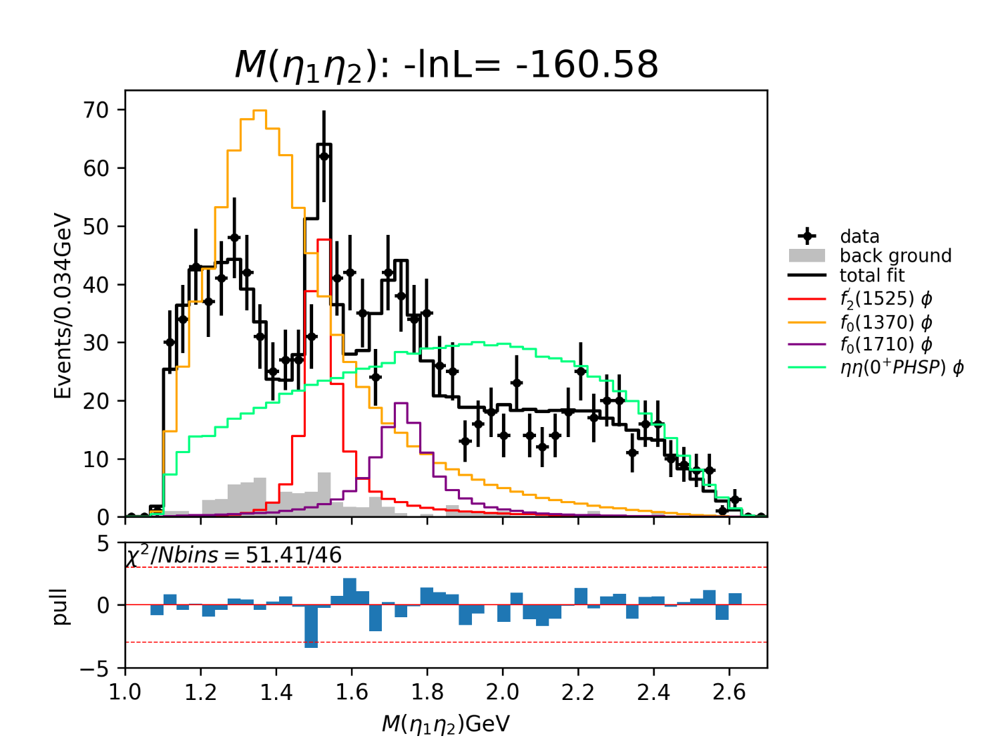 M(η₁η₂): -lnL= -160.58
70
60
50
40
30
20
10
0
Events/0.034GeV
data
back ground
total fit
f₂′(1525) φ
f₀(1370) φ
f₀(1710) φ
ηη(0⁺PHSP) φ
χ²/Nbins = 51.41/46
5
0
−5
pull
1.0 1.2 1.4 1.6 1.8 2.0 2.2 2.4 2.6
M(η₁η₂)GeV